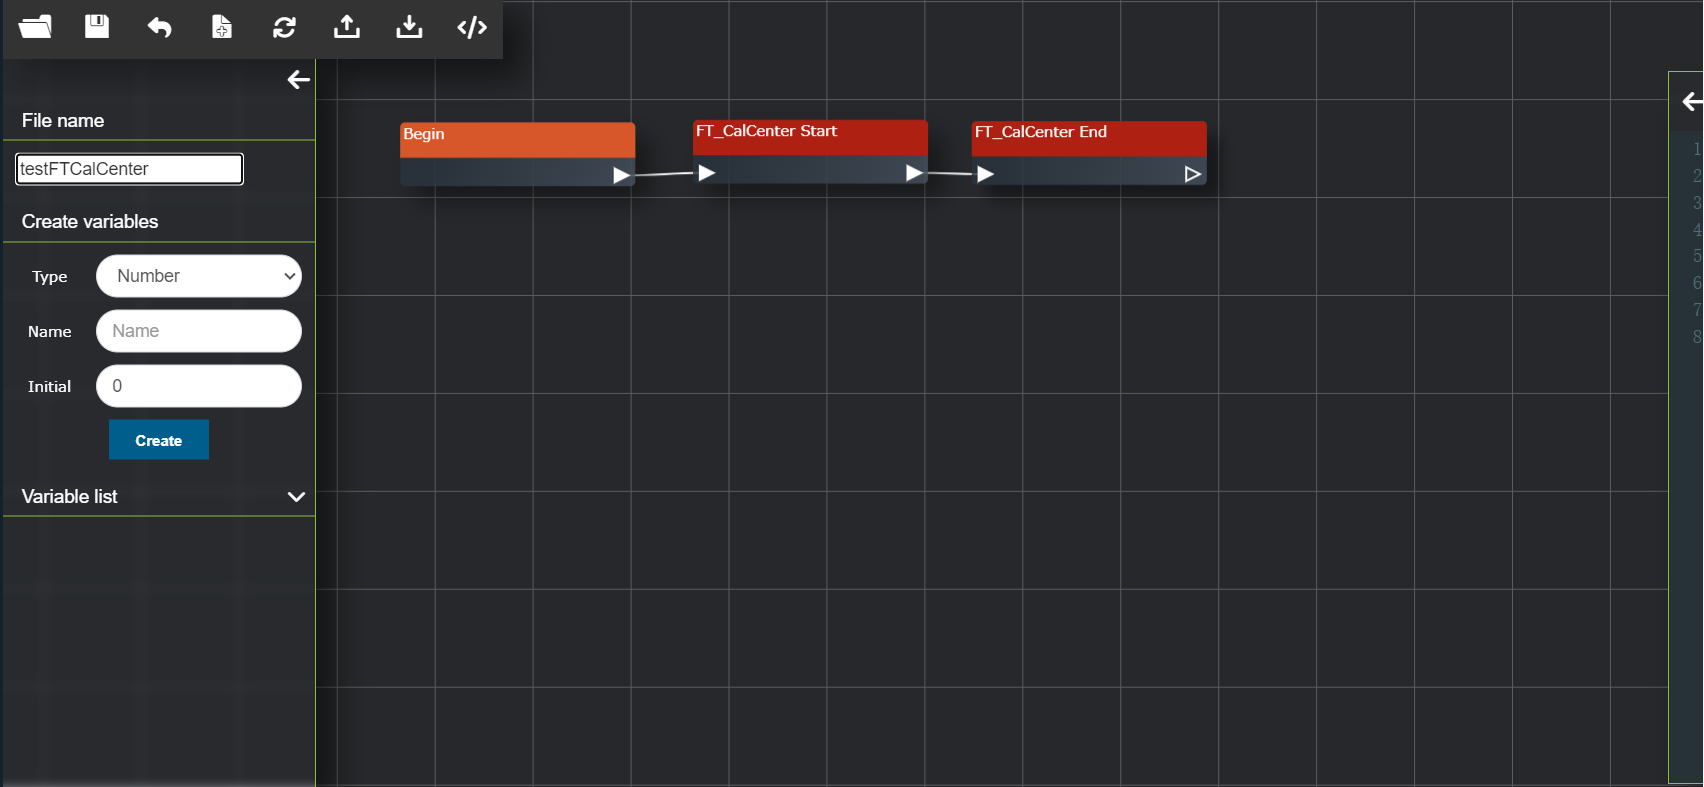 File name
testFTCalCenter
Create variables
Type
Number
Name
Name
Initial
0
Create
Variable list
Begin
FT_CalCenter Start
FT_CalCenter End
1
2
3
4
5
6
7
8